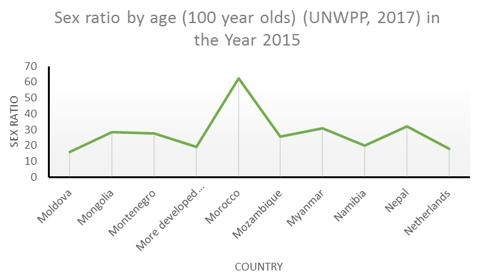 Sex ratio by age (100 year olds) (UNWPP, 2017) in
the Year 2015
70
60
50
40
30
20
10
0
SEX RATIO
Moldova
Mongolia
Montenegro
More developed...
Morocco
Mozambique
Myanmar
Namibia
Nepal
Netherlands
COUNTRY